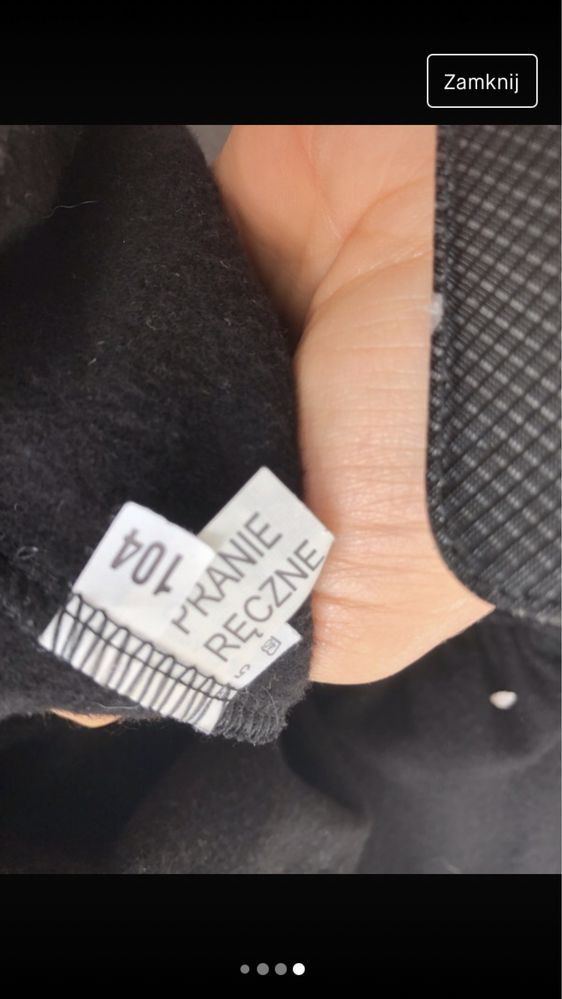 Zamknij
104
PRANIE
RĘCZNE